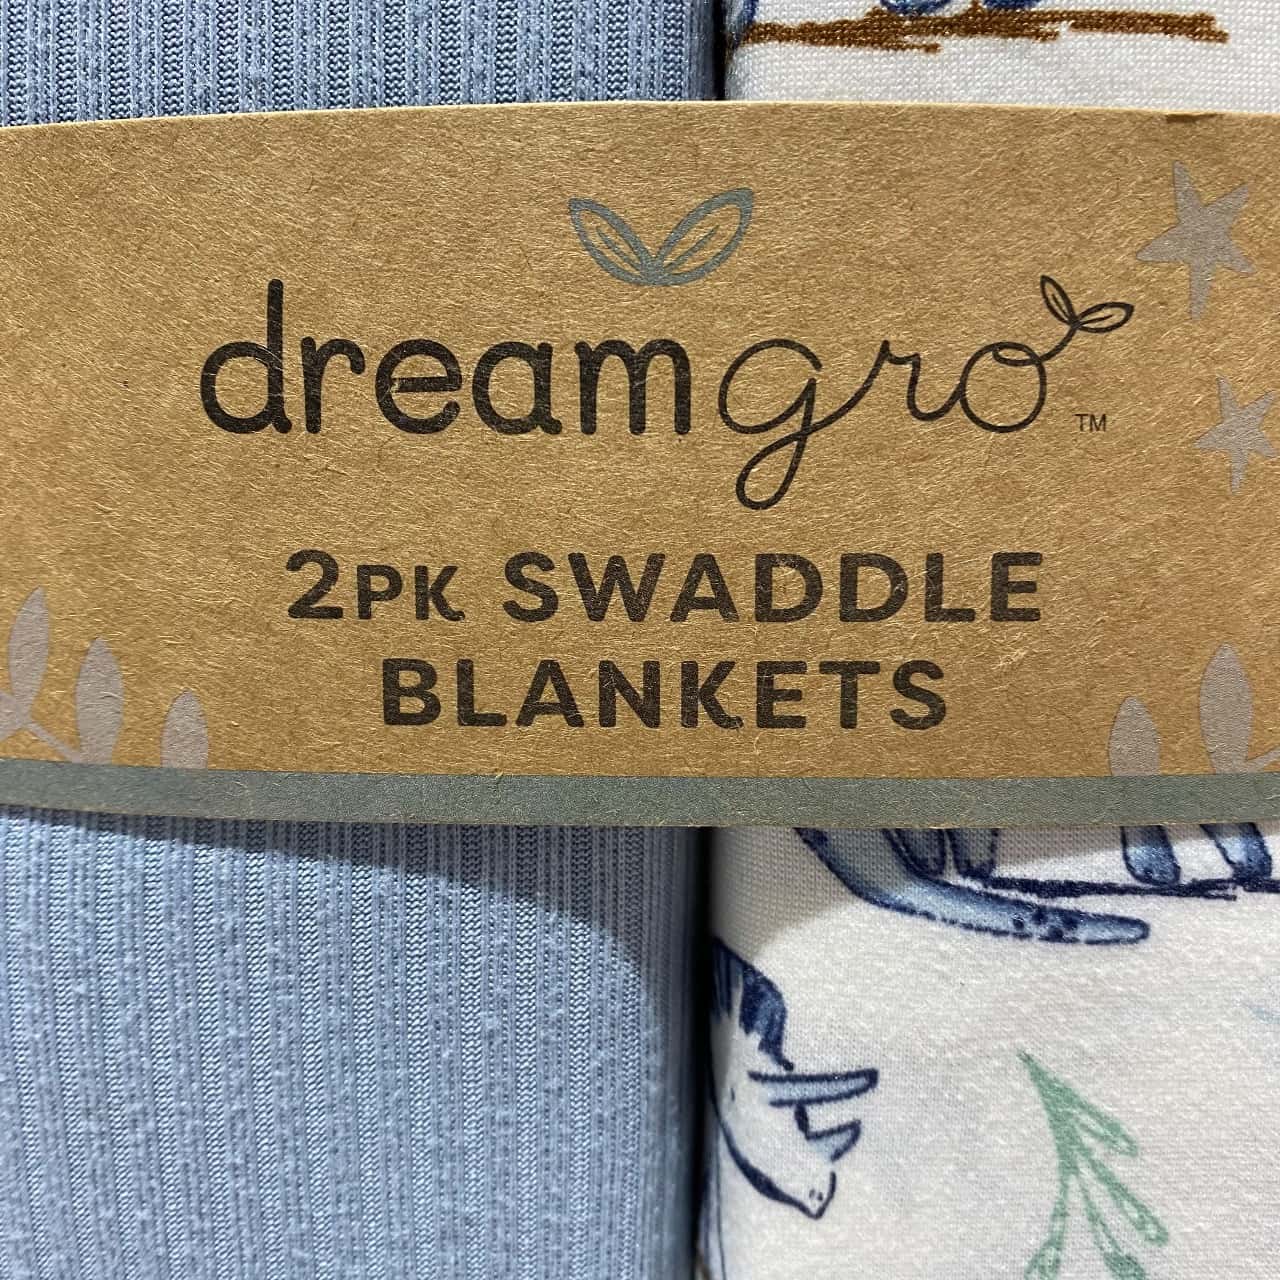 dreamgro™
2PK SWADDLE
BLANKETS